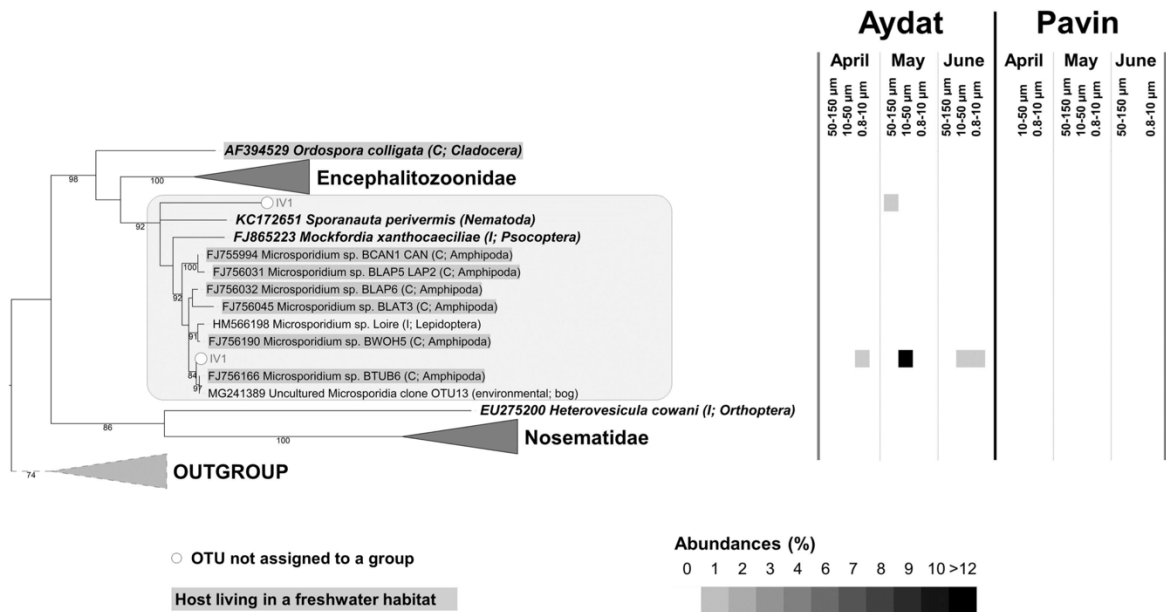 Aydat Pavin
April May June April May June
50-150 µm 10-50 µm 0.8-10 µm 50-150 µm 10-50 µm 0.8-10 µm 50-150 µm 10-50 µm 0.8-10 µm 10-50 µm 0.8-10 µm 50-150 µm 10-50 µm 0.8-10 µm 50-150 µm 0.8-10 µm
AF394529 Ordospora colligata (C; Cladocera)
98
100
Encephalitozoonidae
IV1
92
KC172651 Sporanauta perivermis (Nematoda)
FJ865223 Mockfordia xanthocaeciliae (I; Psocoptera)
FJ755994 Microsporidium sp. BCAN1 CAN (C; Amphipoda)
100
FJ756031 Microsporidium sp. BLAP5 LAP2 (C; Amphipoda)
FJ756032 Microsporidium sp. BLAP6 (C; Amphipoda)
92
FJ756045 Microsporidium sp. BLAT3 (C; Amphipoda)
HM566198 Microsporidium sp. Loire (I; Lepidoptera)
91
FJ756190 Microsporidium sp. BWOH5 (C; Amphipoda)
IV1
84
FJ756166 Microsporidium sp. BTUB6 (C; Amphipoda)
97
MG241389 Uncultured Microsporidia clone OTU13 (environmental; bog)
EU275200 Heterovesicula cowani (I; Orthoptera)
86
100
Nosematidae
74
OUTGROUP
OTU not assigned to a group
Host living in a freshwater habitat
Abundances (%)
0 1 2 3 4 5 6 7 8 9 10 >12